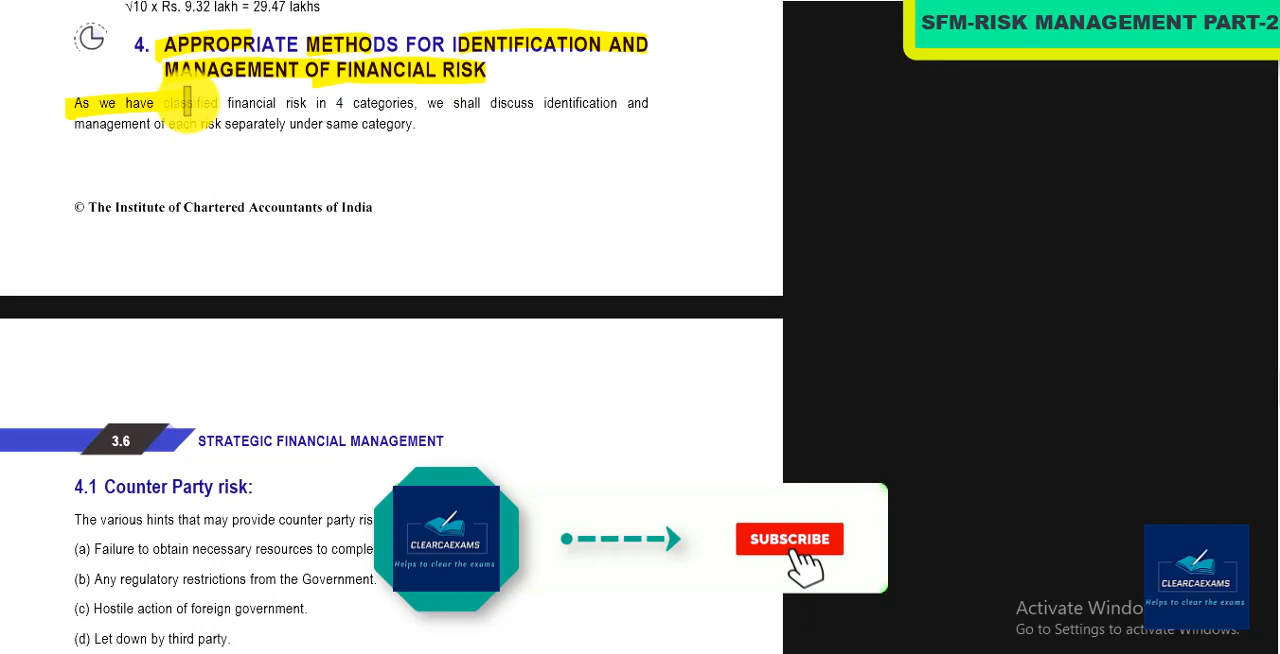 √10 x Rs. 9.32 lakh = 29.47 lakhs
SFM-RISK MANAGEMENT PART-2
4. APPROPRIATE METHODS FOR IDENTIFICATION AND
MANAGEMENT OF FINANCIAL RISK
As we have classified financial risk in 4 categories, we shall discuss identification and
management of each risk separately under same category.
© The Institute of Chartered Accountants of India
3.6 STRATEGIC FINANCIAL MANAGEMENT
4.1 Counter Party risk:
The various hints that may provide counter party ris
(a) Failure to obtain necessary resources to comple
(b) Any regulatory restrictions from the Government.
(c) Hostile action of foreign government.
(d) Let down by third party.
CLEARCAEXAMS
Helps to clear the exams
SUBSCRIBE
CLEARCAEXAMS
Helps to clear the exams
Activate Windo
Go to Settings to activate Windows.